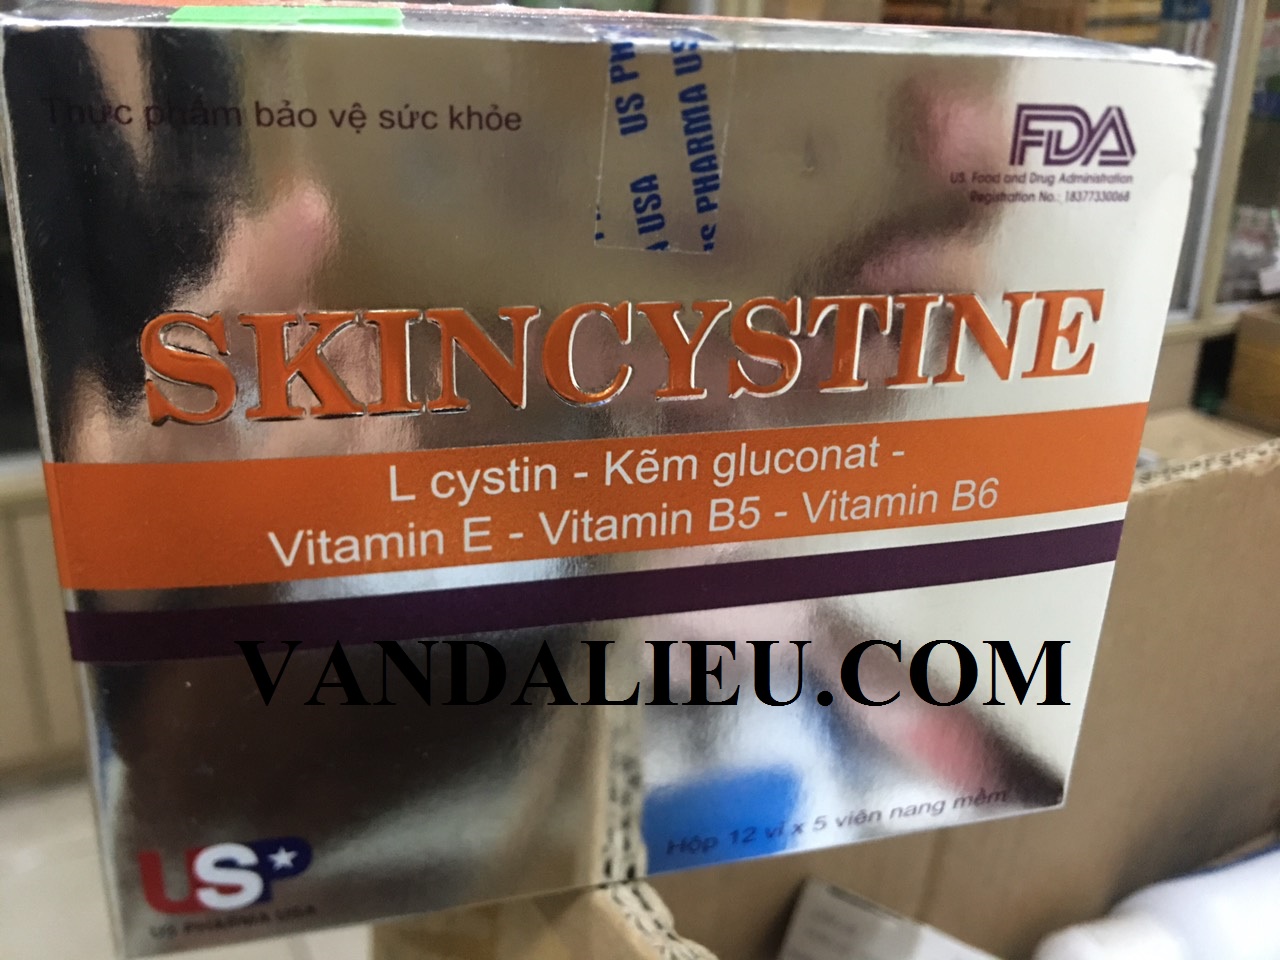 Thực phẩm bảo vệ sức khỏe
US PH
USA
S PHARMA US
FDA
US. Food and Drug Administration
Registration No.: 18377330068
SKINCYSTINE
L cystin - Kẽm gluconat -
Vitamin E - Vitamin B5 - Vitamin B6
VANDALIEU.COM
Hộp 12 vỉ x 5 viên nang mềm
USP
US PHARMA USA